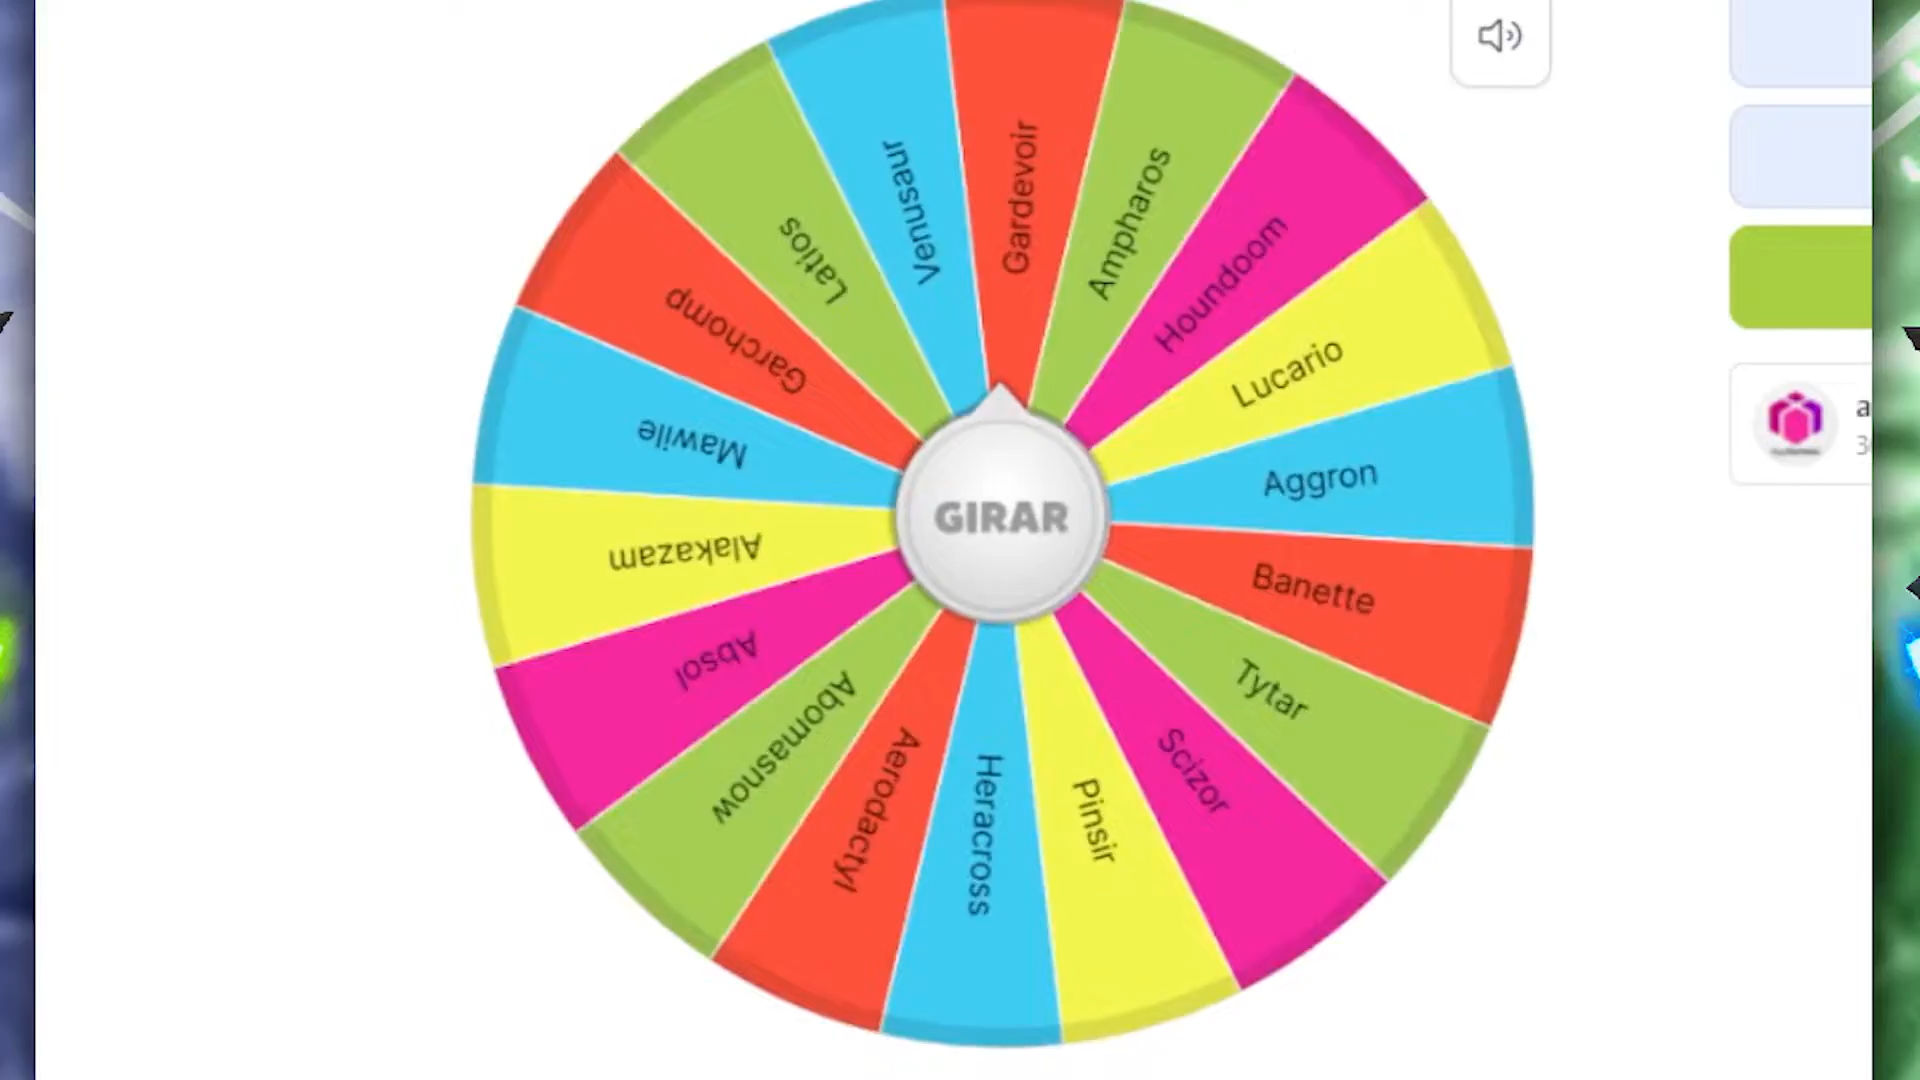 Gardevoir
Ampharos
Houndoom
Lucario
Aggron
Banette
Tytar
Scizor
Pinsir
Heracross
Aerodactyl
Abomasnow
Absol
Alakazam
Mawile
Garchomp
Latios
Venusaur
GIRAR
a